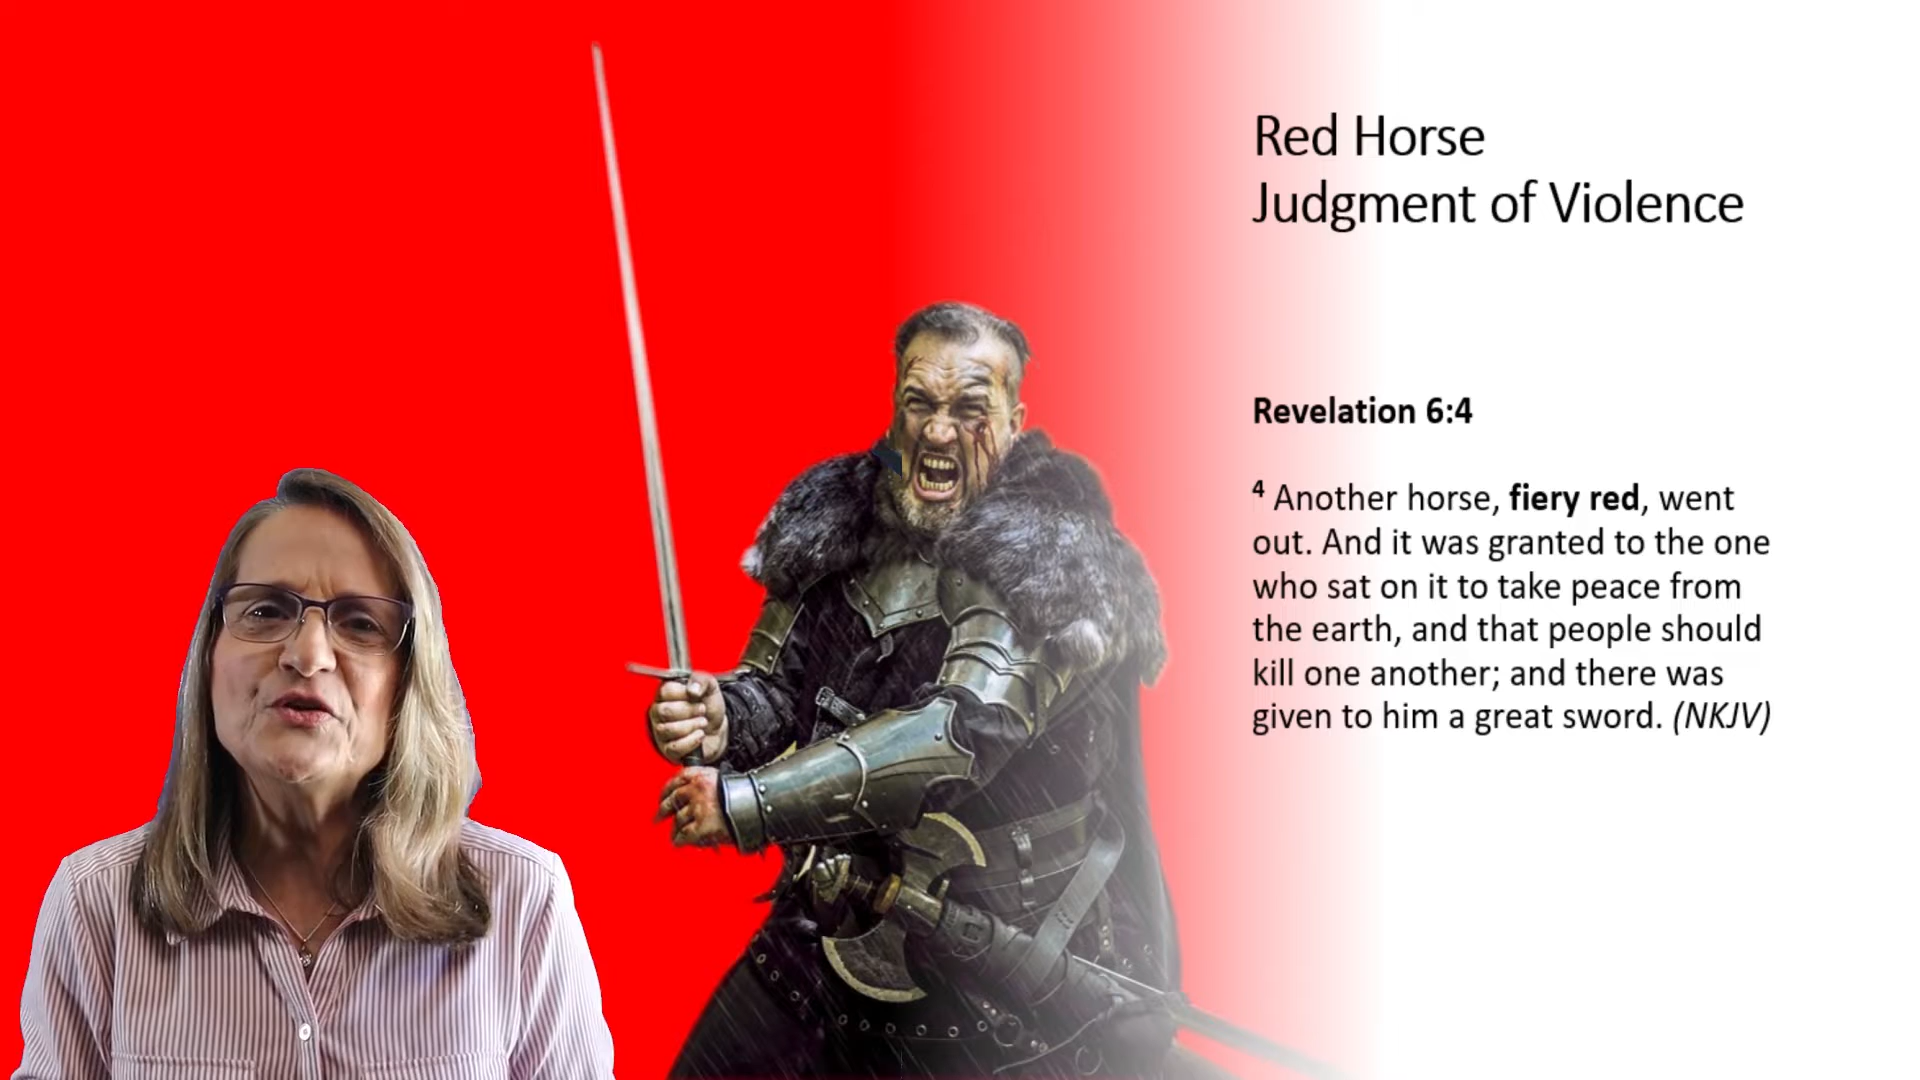 Red Horse
Judgment of Violence
Revelation 6:4
⁴ Another horse, fiery red, went
out. And it was granted to the one
who sat on it to take peace from
the earth, and that people should
kill one another; and there was
given to him a great sword. (NKJV)